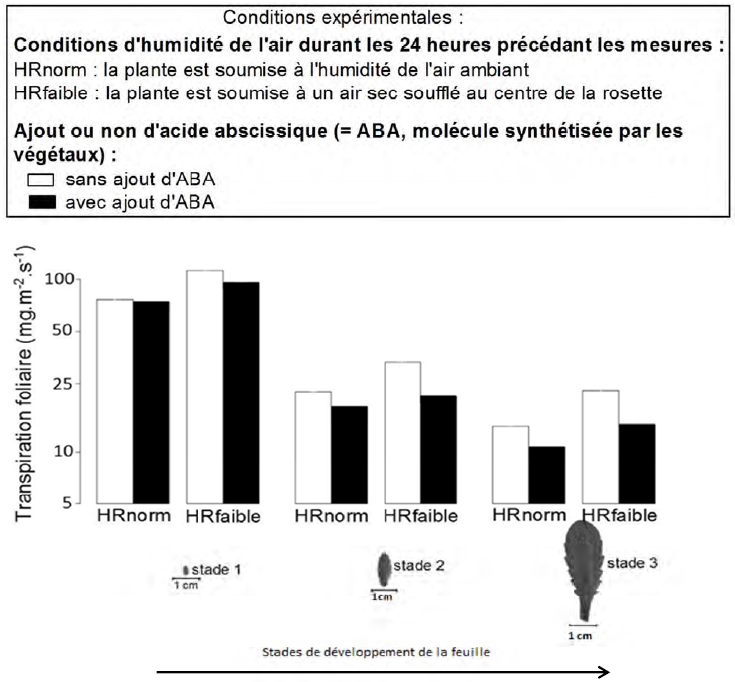 Conditions expérimentales :
Conditions d'humidité de l'air durant les 24 heures précédant les mesures :
HRnorm : la plante est soumise à l'humidité de l'air ambiant
HRfaible : la plante est soumise à un air sec soufflé au centre de la rosette
Ajout ou non d'acide abscissique (= ABA, molécule synthétisée par les
végétaux) :
sans ajout d'ABA
avec ajout d'ABA
Transpiration foliaire (mg.m-2.s-1)
100
50
25
10
5
HRnorm HRfaible HRnorm HRfaible HRnorm HRfaible
stade 1
1 cm
stade 2
1cm
stade 3
1 cm
Stades de développement de la feuille